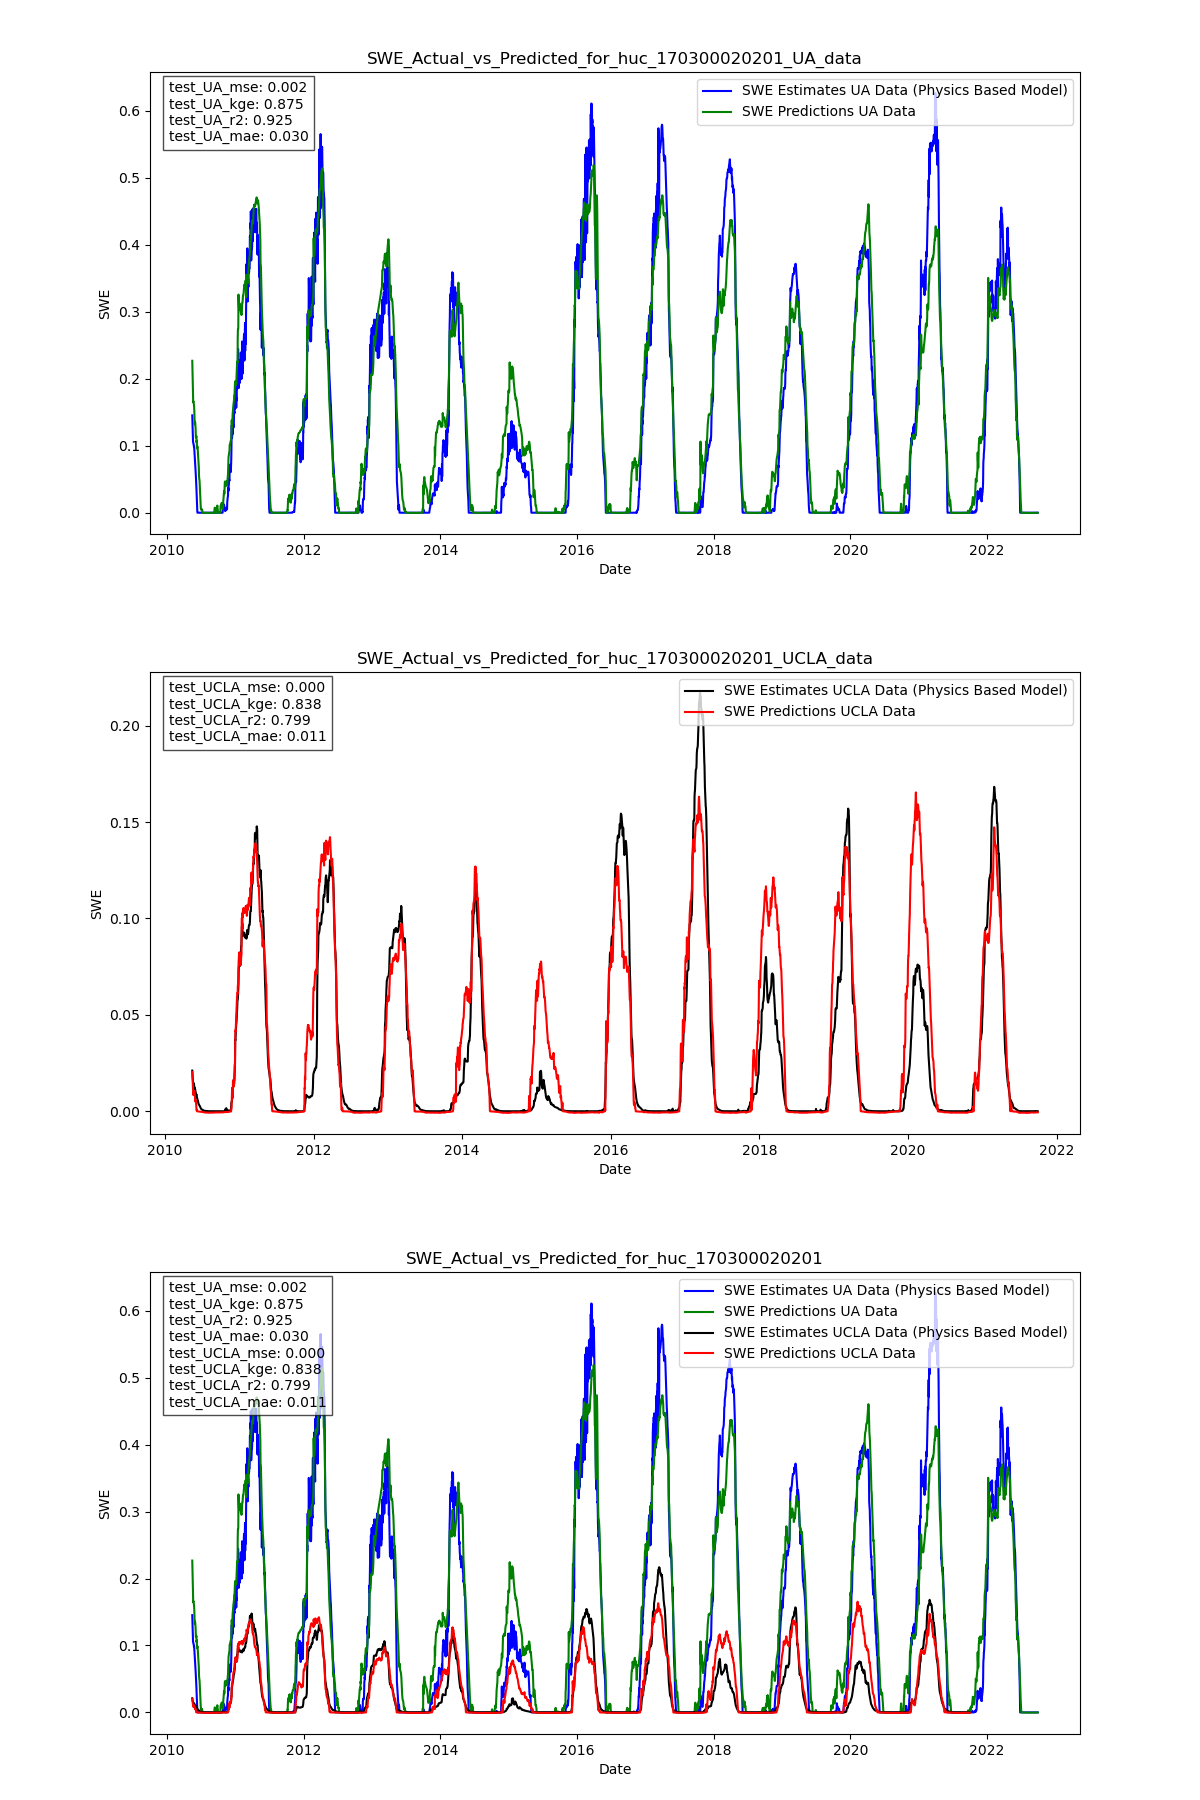 SWE_Actual_vs_Predicted_for_huc_170300020201_UA_data
test_UA_mse: 0.002
test_UA_kge: 0.875
test_UA_r2: 0.925
test_UA_mae: 0.030
SWE Estimates UA Data (Physics Based Model)
SWE Predictions UA Data
0.6
0.5
0.4
0.3
0.2
0.1
0.0
SWE
2010 2012 2014 2016 2018 2020 2022
Date
SWE_Actual_vs_Predicted_for_huc_170300020201_UCLA_data
test_UCLA_mse: 0.000
test_UCLA_kge: 0.838
test_UCLA_r2: 0.799
test_UCLA_mae: 0.011
SWE Estimates UCLA Data (Physics Based Model)
SWE Predictions UCLA Data
0.20
0.15
0.10
0.05
0.00
SWE
2010 2012 2014 2016 2018 2020 2022
Date
SWE_Actual_vs_Predicted_for_huc_170300020201
test_UA_mse: 0.002
test_UA_kge: 0.875
test_UA_r2: 0.925
test_UA_mae: 0.030
test_UCLA_mse: 0.000
test_UCLA_kge: 0.838
test_UCLA_r2: 0.799
test_UCLA_mae: 0.011
SWE Estimates UA Data (Physics Based Model)
SWE Predictions UA Data
SWE Estimates UCLA Data (Physics Based Model)
SWE Predictions UCLA Data
0.6
0.5
0.4
0.3
0.2
0.1
0.0
SWE
2010 2012 2014 2016 2018 2020 2022
Date